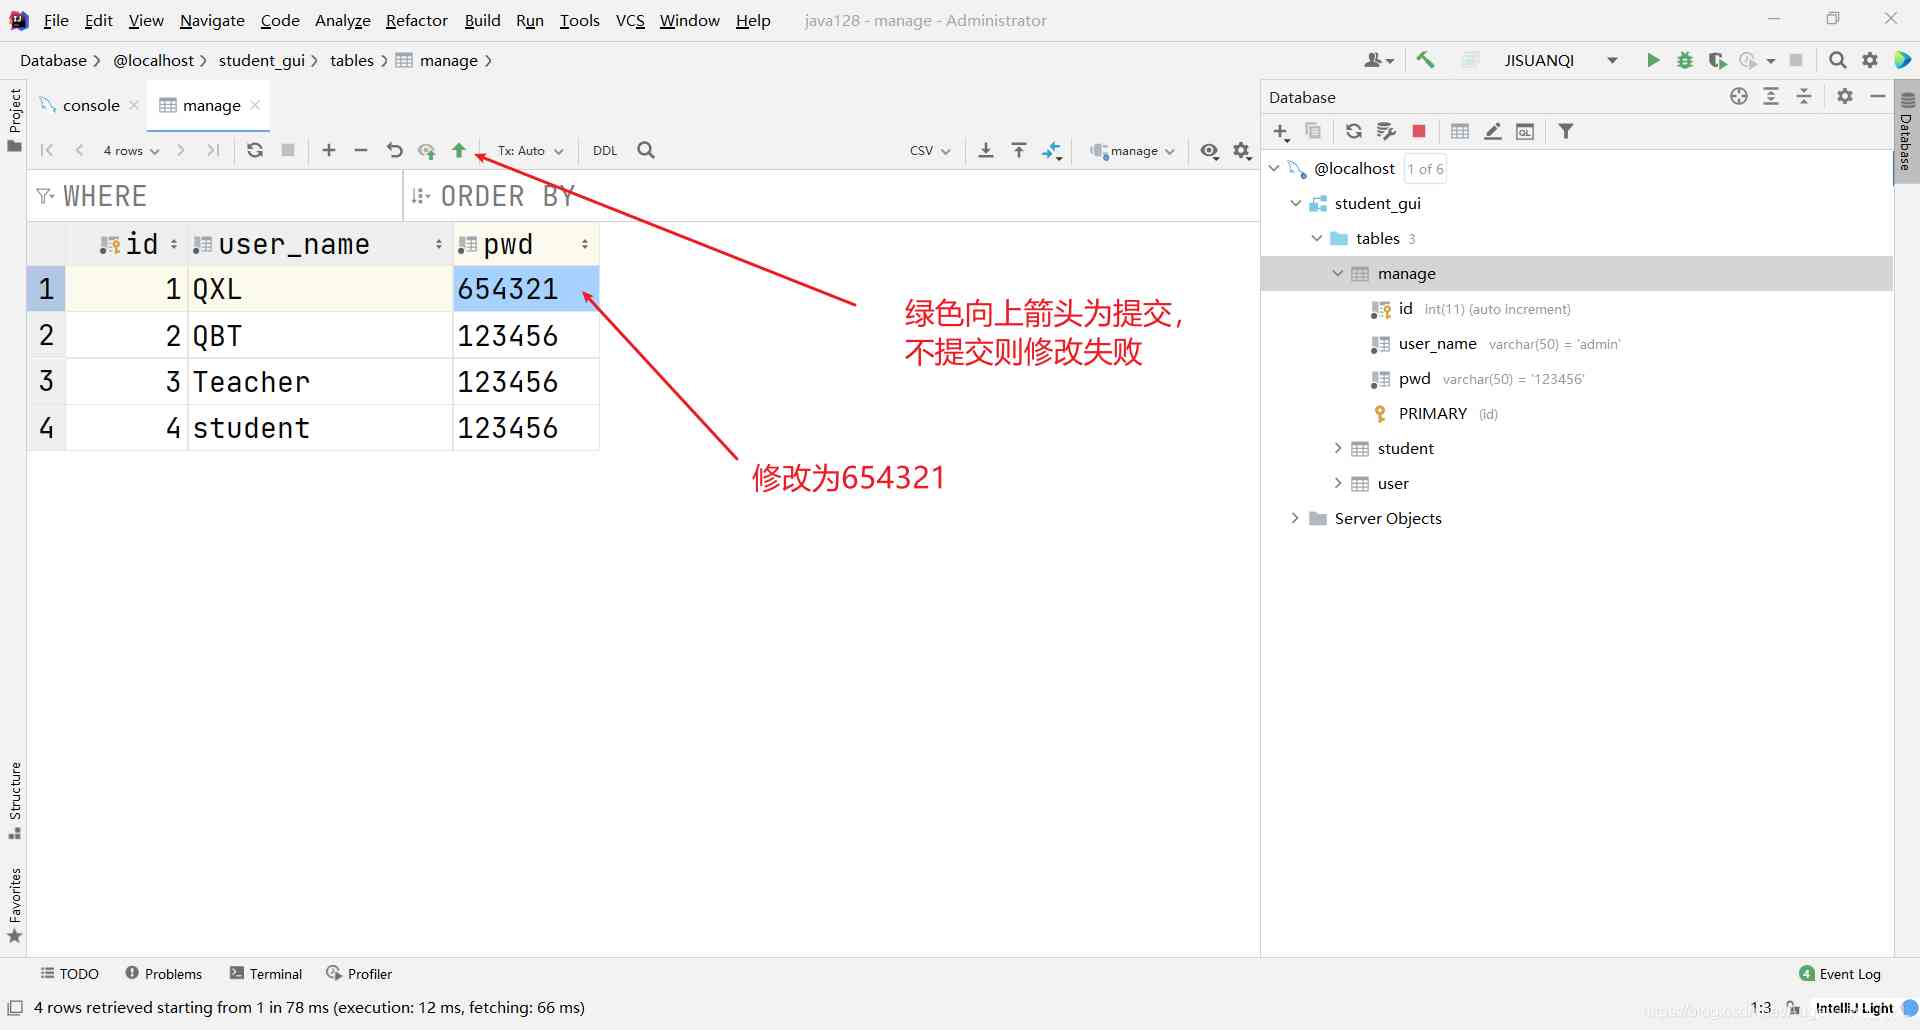 File Edit View Navigate Code Analyze Refactor Build Run Tools VCS Window Help java128 - manage - Administrator
Database @localhost student_gui tables manage
JISUANQI
Project
console manage
4 rows Tx: Auto DDL CSV manage
WHERE ORDER BY
id user_name pwd
1 1 QXL 654321
2 2 QBT 123456
3 3 Teacher 123456
4 4 student 123456
绿色向上箭头为提交，
不提交则修改失败
修改为654321
Database
@localhost 1 of 6
student_gui
tables 3
manage
id int(11) (auto increment)
user_name varchar(50) = 'admin'
pwd varchar(50) = '123456'
PRIMARY (id)
student
user
Server Objects
Database
Structure
Favorites
TODO Problems Terminal Profiler 4 Event Log
4 rows retrieved starting from 1 in 78 ms (execution: 12 ms, fetching: 66 ms) 1:3 IntelliJ Light